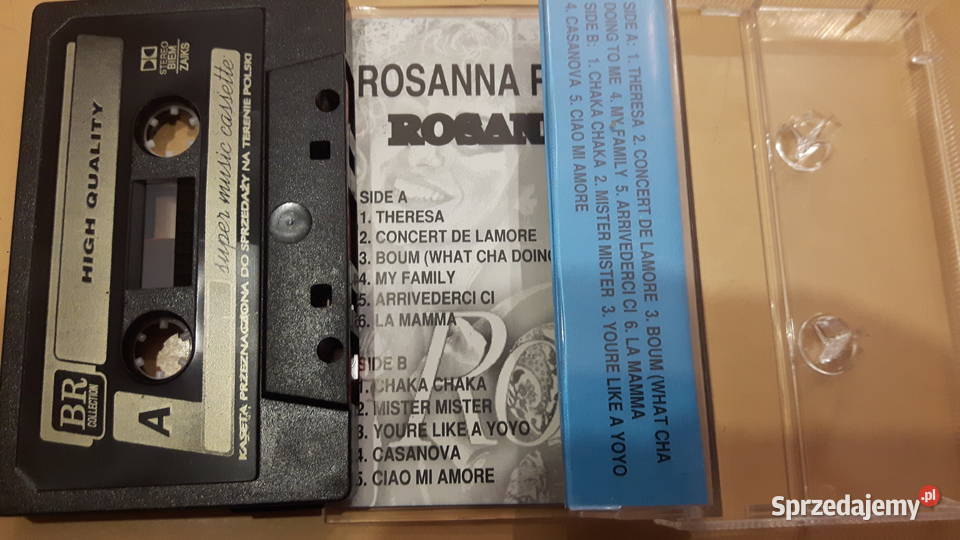 HIGH QUALITY
BR
COLLECTION
A
STEREO
BIEM
ZAIKS
super music cassette
KASETA PRZEZNACZONA DO SPRZEDAŻY NA TERENIE POLSKI
ROSANNA
SIDE A
1. THERESA
2. CONCERT DE LAMORE
3. BOUM (WHAT CHA DOING
4. MY FAMILY
5. ARRIVEDERCI CI
6. LA MAMMA
SIDE B
1. CHAKA CHAKA
2. MISTER MISTER
3. YOURE LIKE A YOYO
4. CASANOVA
5. CIAO MI AMORE
SIDE A: 1. THERESA 2. CONCERT DE LAMORE 3. BOUM (WHAT CHA
DOING TO ME 4. MY FAMILY 5. ARRIVEDERCI CI 6. LA MAMMA
SIDE B: 1. CHAKA CHAKA 2. MISTER MISTER 3. YOURE LIKE A YOYO
4. CASANOVA 5. CIAO MI AMORE
Sprzedajemy.pl